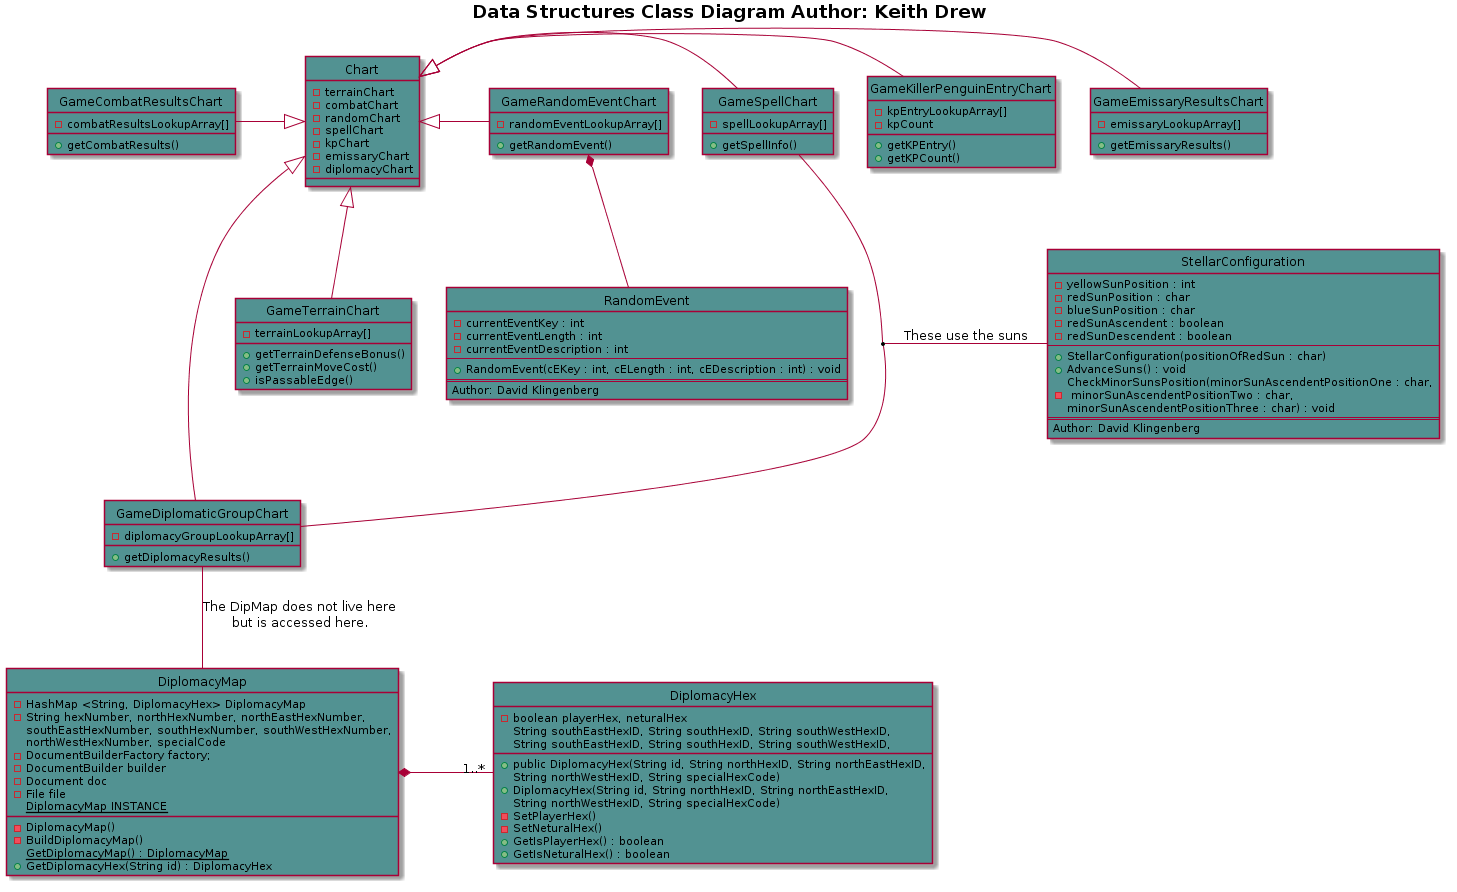 Data Structures Class Diagram Author: Keith Drew
Chart
terrainChart
combatChart
randomChart
spellChart
kpChart
emissaryChart
diplomacyChart
GameCombatResultsChart
combatResultsLookupArray[]
getCombatResults()
GameRandomEventChart
randomEventLookupArray[]
getRandomEvent()
GameSpellChart
spellLookupArray[]
getSpellInfo()
GameKillerPenguinEntryChart
kpEntryLookupArray[]
kpCount
getKPEntry()
getKPCount()
GameEmissaryResultsChart
emissaryLookupArray[]
getEmissaryResults()
GameTerrainChart
terrainLookupArray[]
getTerrainDefenseBonus()
getTerrainMoveCost()
isPassableEdge()
RandomEvent
currentEventKey : int
currentEventLength : int
currentEventDescription : int
RandomEvent(cEKey : int, cELength : int, cEDescription : int) : void
Author: David Klingenberg
These use the suns
StellarConfiguration
yellowSunPosition : int
redSunPosition : char
blueSunPosition : char
redSunAscendent : boolean
redSunDescendent : boolean
StellarConfiguration(positionOfRedSun : char)
AdvanceSuns() : void
CheckMinorSunsPosition(minorSunAscendentPositionOne : char,
minorSunAscendentPositionTwo : char,
minorSunAscendentPositionThree : char) : void
Author: David Klingenberg
GameDiplomaticGroupChart
diplomacyGroupLookupArray[]
getDiplomacyResults()
The DipMap does not live here
but is accessed here.
DiplomacyMap
HashMap <String, DiplomacyHex> DiplomacyMap
String hexNumber, northHexNumber, northEastHexNumber,
southEastHexNumber, southHexNumber, southWestHexNumber,
northWestHexNumber, specialCode
DocumentBuilderFactory factory;
DocumentBuilder builder
Document doc
File file
DiplomacyMap INSTANCE
DiplomacyMap()
BuildDiplomacyMap()
GetDiplomacyMap() : DiplomacyMap
GetDiplomacyHex(String id) : DiplomacyHex
1..*
DiplomacyHex
boolean playerHex, neturalHex
String southEastHexID, String southHexID, String southWestHexID,
String southEastHexID, String southHexID, String southWestHexID,
public DiplomacyHex(String id, String northHexID, String northEastHexID,
String northWestHexID, String specialHexCode)
DiplomacyHex(String id, String northHexID, String northEastHexID,
String northWestHexID, String specialHexCode)
SetPlayerHex()
SetNeturalHex()
GetIsPlayerHex() : boolean
GetIsNeturalHex() : boolean